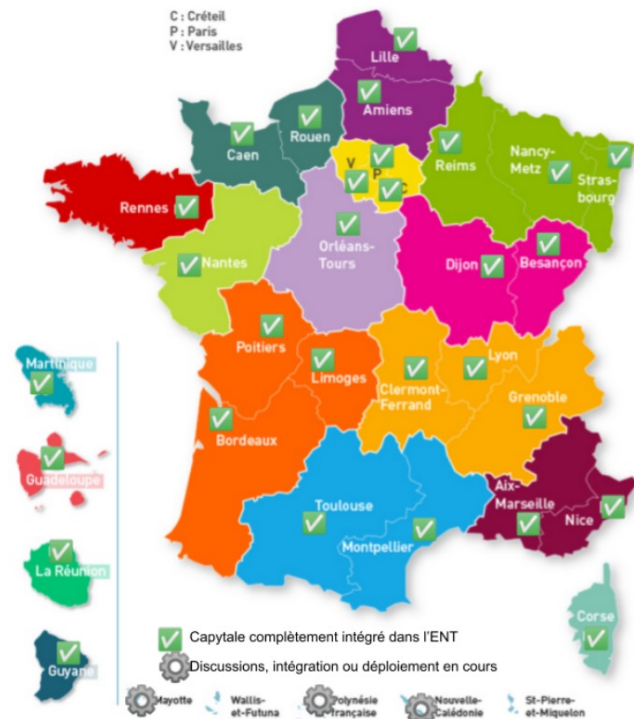 C : Créteil
P : Paris
V : Versailles
Lille
Amiens
Rouen
Caen
Reims
Nancy-
Metz
Stras-
bourg
V
P
C
Rennes
Nantes
Orléans-
Tours
Dijon
Besançon
Poitiers
Limoges
Clermont-
Ferrand
Lyon
Grenoble
Bordeaux
Toulouse
Montpellier
Aix-
Marseille
Nice
Corse
Martinique
Guadeloupe
La Réunion
Guyane
Capytale complètement intégré dans l'ENT
Discussions, intégration ou déploiement en cours
Mayotte
Wallis-
et-Futuna
Polynésie
française
Nouvelle-
Calédonie
St-Pierre-
et-Miquelon